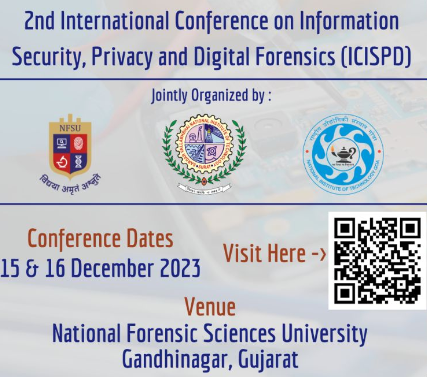 2nd International Conference on Information
Security, Privacy and Digital Forensics (ICISPD)
Jointly Organized by :
NFSU
विद्यया अमृतं अश्नुते
Conference Dates
15 & 16 December 2023
Visit Here ->
Venue
National Forensic Sciences University
Gandhinagar, Gujarat